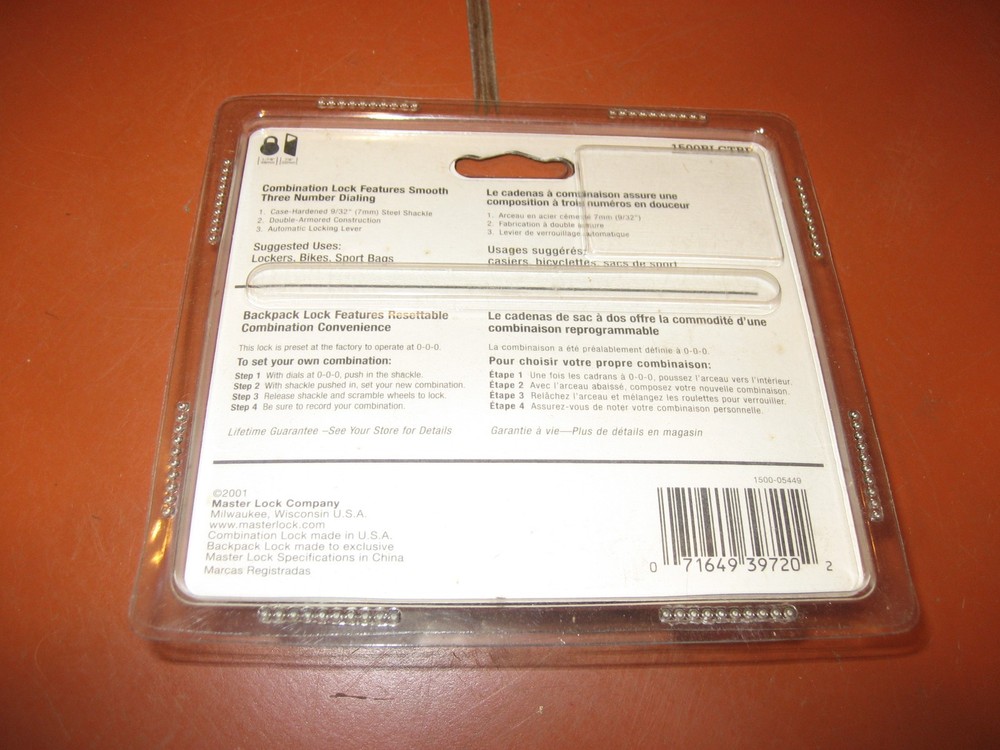 1500BLCTBP
Combination Lock Features Smooth
Three Number Dialing
1. Case-Hardened 9/32" (7mm) Steel Shackle
2. Double-Armored Construction
3. Automatic Locking Lever
Suggested Uses:
Lockers, Bikes, Sport Bags
Le cadenas à combinaison assure une
composition à trois numéros en douceur
1. Arceau en acier cémenté 7mm (9/32")
2. Fabrication à double armure
3. Levier de verrouillage automatique
Usages suggérés:
casiers, bicyclettes, sacs de sport
Backpack Lock Features Resettable
Combination Convenience
This lock is preset at the factory to operate at 0-0-0.
To set your own combination:
Step 1 With dials at 0-0-0, push in the shackle.
Step 2 With shackle pushed in, set your new combination.
Step 3 Release shackle and scramble wheels to lock.
Step 4 Be sure to record your combination.
Lifetime Guarantee –See Your Store for Details
Le cadenas de sac à dos offre la commodité d'une
combinaison reprogrammable
La combinaison a été préalablement définie à 0-0-0.
Pour choisir votre propre combinaison:
Étape 1 Une fois les cadrans à 0-0-0, poussez l'arceau vers l'intérieur.
Étape 2 Avec l'arceau abaissé, composez votre nouvelle combinaison.
Étape 3 Relâchez l'arceau et mélangez les roulettes pour verrouiller.
Étape 4 Assurez-vous de noter votre combinaison personnelle.
Garantie à vie—Plus de détails en magasin
©2001
Master Lock Company
Milwaukee, Wisconsin U.S.A.
www.masterlock.com
Combination Lock made in U.S.A.
Backpack Lock made to exclusive
Master Lock Specifications in China
Marcas Registradas
1500-05449
0 71649 39720 2